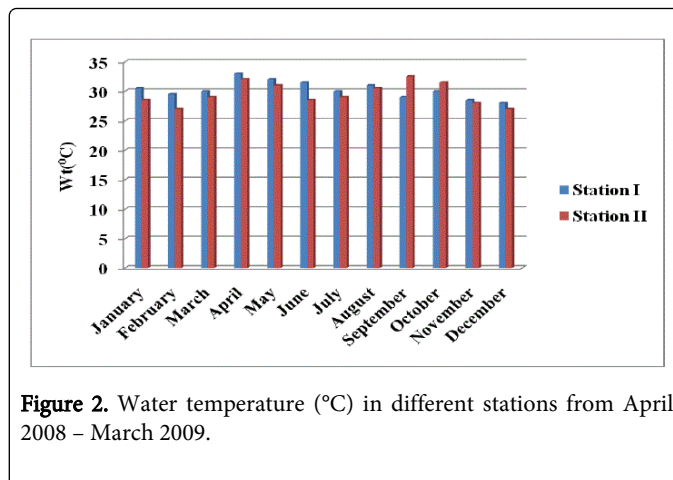 35
30
25
20
15
10
5
0
Wt(⁰C)
January
February
March
April
May
June
July
August
September
October
November
December
Station I
Station II
Figure 2. Water temperature (°C) in different stations from April
2008 – March 2009.